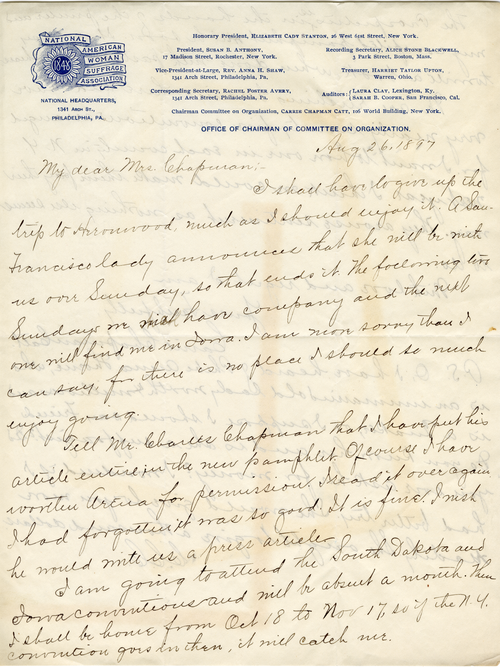 NATIONAL
AMERICAN
WOMAN
SUFFRAGE
ASSOCIATION
1848
NATIONAL HEADQUARTERS,
1341 ARCH ST.,
PHILADELPHIA, PA.
Honorary President, ELIZABETH CADY STANTON, 26 West 61st Street, New York.
President, SUSAN B. ANTHONY,
17 Madison Street, Rochester, New York.
Vice-President-at-Large, REV. ANNA H. SHAW,
1341 Arch Street, Philadelphia, Pa.
Corresponding Secretary, RACHEL FOSTER AVERY,
1341 Arch Street, Philadelphia, Pa.
Recording Secretary, ALICE STONE BLACKWELL,
3 Park Street, Boston, Mass.
Treasurer, HARRIET TAYLOR UPTON,
Warren, Ohio.
Auditors: LAURA CLAY, Lexington, Ky.
SARAH B. COOPER, San Francisco, Cal.
Chairman Committee on Organization, CARRIE CHAPMAN CATT, 106 World Building, New York.
OFFICE OF CHAIRMAN OF COMMITTEE ON ORGANIZATION.
Aug 26, 1897
My dear Mrs. Chapman;-
I shall have to give up the
trip to Heronwood, much as I should enjoy it. A San
Francisco lady announces that she will be with
us over Sunday, so that ends it. The following two
Sundays we have company and the next
one will find me in Iowa. I am more sorry than I
can say, for there is no place I should so much
enjoy going.
Tell Mr. Charles Chapman that I have put his
article entire in the new pamphlet. Of course I have
written Arena for permission. I read it over again
I had forgotten it was so good. It is fine. I wish
he would write us a press article.
I am going to attend the South Dakota and
Iowa conventions and will be absent a month. Then
I shall be home from Oct 18 to Nov 17, so if the N.Y.
convention goes in then, it will catch me.